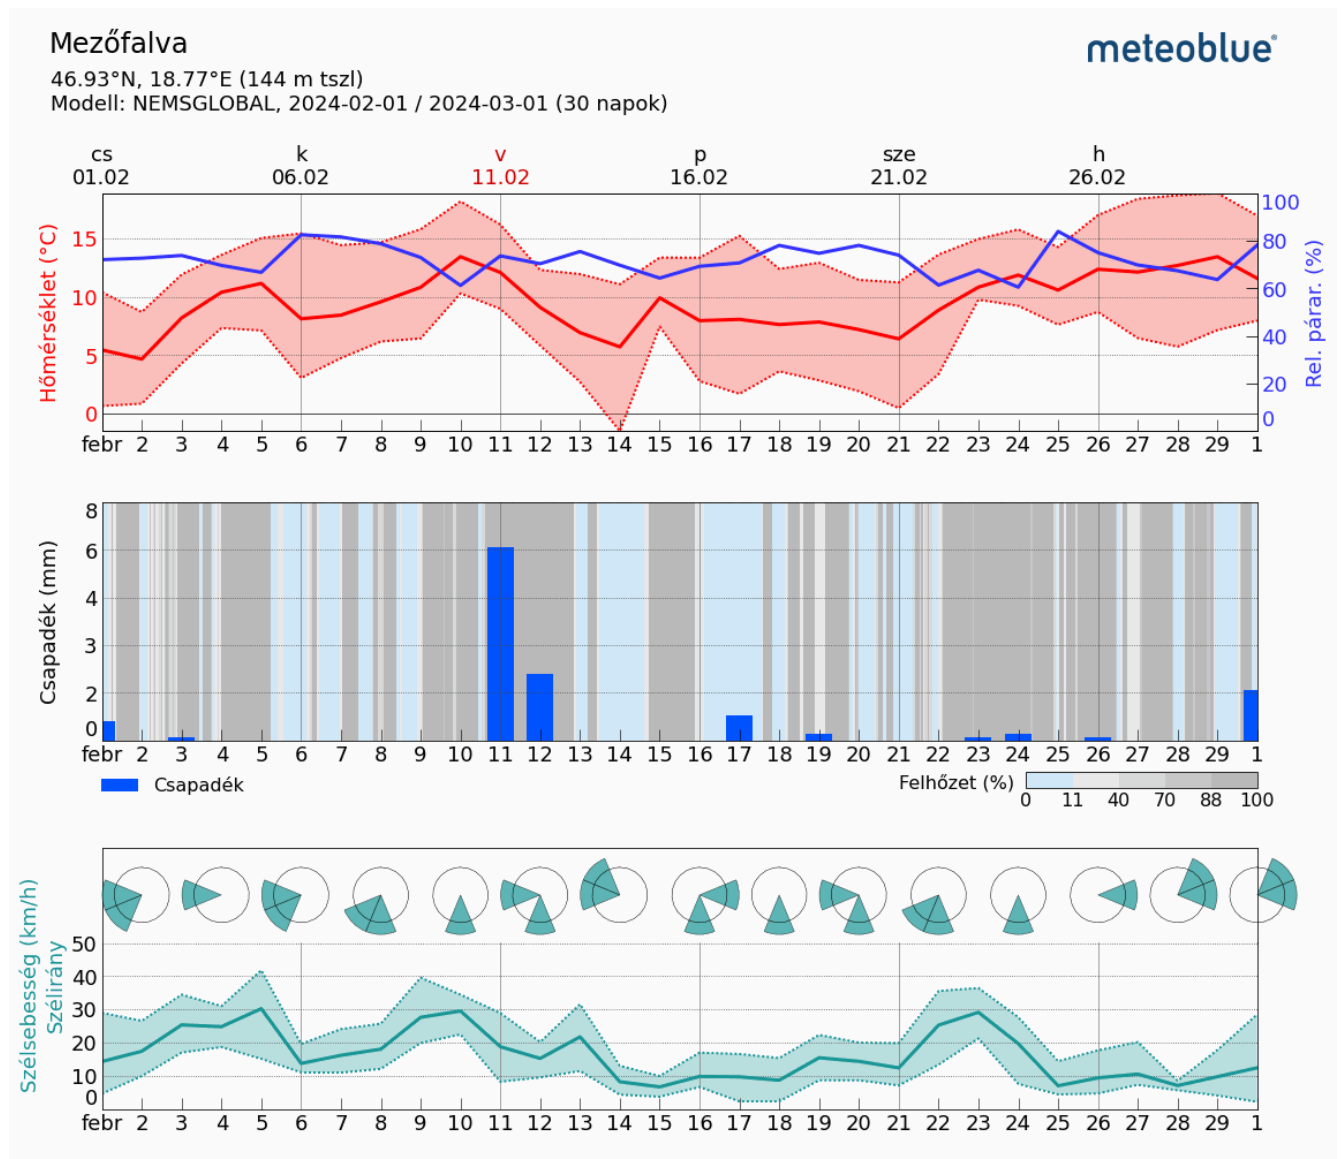 Mezőfalva
meteoblue®
46.93°N, 18.77°E (144 m tszl)
Modell: NEMSGLOBAL, 2024-02-01 / 2024-03-01 (30 napok)
cs k v p sze h
01.02 06.02 11.02 16.02 21.02 26.02
Hőmérséklet (°C)
15
10
5
0
100
80
60
40
20
0
Rel. párar. (%)
febr 2 3 4 5 6 7 8 9 10 11 12 13 14 15 16 17 18 19 20 21 22 23 24 25 26 27 28 29 1
Csapadék (mm)
8
6
4
3
2
0
febr 2 3 4 5 6 7 8 9 10 11 12 13 14 15 16 17 18 19 20 21 22 23 24 25 26 27 28 29 1
Csapadék
Felhőzet (%)
0 11 40 70 88 100
Szélsebesség (km/h)
Szélirány
50
40
30
20
10
0
febr 2 3 4 5 6 7 8 9 10 11 12 13 14 15 16 17 18 19 20 21 22 23 24 25 26 27 28 29 1